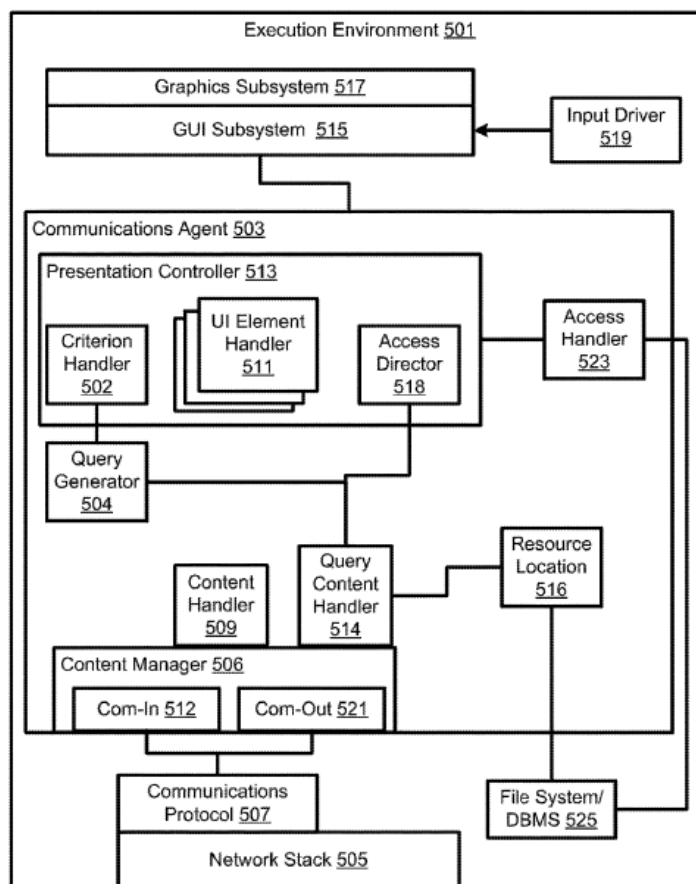 Execution Environment 501
Graphics Subsystem 517
GUI Subsystem 515
Input Driver
519
Communications Agent 503
Presentation Controller 513
Criterion
Handler
502
UI Element
Handler
511
Access
Director
518
Access
Handler
523
Query
Generator
504
Content
Handler
509
Query
Content
Handler
514
Resource
Location
516
Content Manager 506
Com-In 512
Com-Out 521
Communications
Protocol 507
File System/
DBMS 525
Network Stack 505